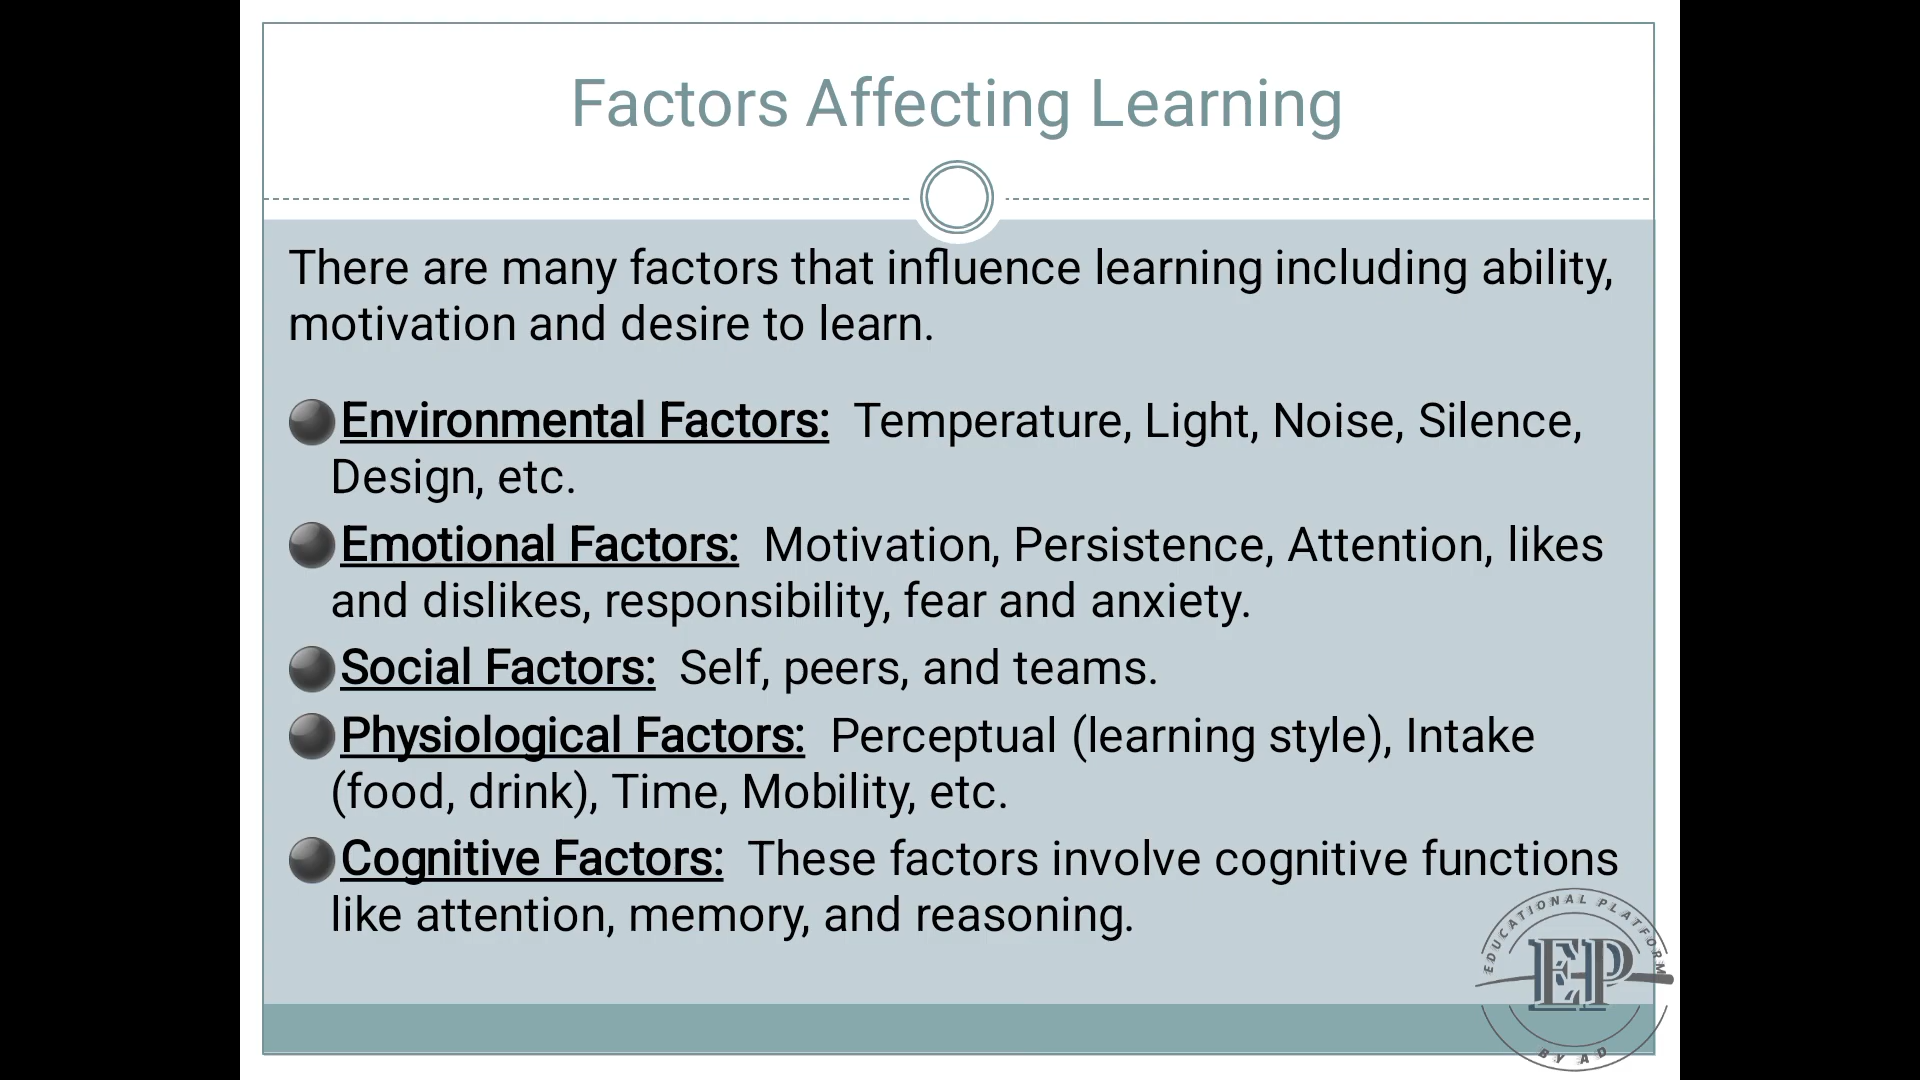 Factors Affecting Learning
There are many factors that influence learning including ability,
motivation and desire to learn.
Environmental Factors: Temperature, Light, Noise, Silence,
Design, etc.
Emotional Factors: Motivation, Persistence, Attention, likes
and dislikes, responsibility, fear and anxiety.
Social Factors: Self, peers, and teams.
Physiological Factors: Perceptual (learning style), Intake
(food, drink), Time, Mobility, etc.
Cognitive Factors: These factors involve cognitive functions
like attention, memory, and reasoning.
EDUCATIONAL PLATFORM
EP
BY AD